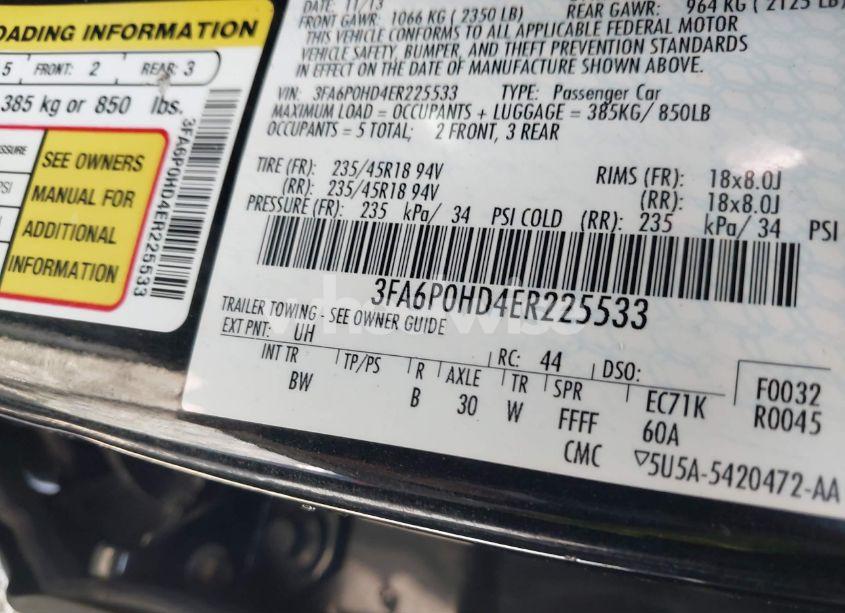 LOADING INFORMATION
5 FRONT: 2 REAR: 3
385 kg or 850 lbs.
SEE OWNERS
MANUAL FOR
ADDITIONAL
INFORMATION
3FA6P0HD4ER225533
DATE: 11/13
FRONT GAWR: 1066 KG ( 2350 LB) REAR GAWR: 964 KG ( 2125 LB)
THIS VEHICLE CONFORMS TO ALL APPLICABLE FEDERAL MOTOR
VEHICLE SAFETY, BUMPER, AND THEFT PREVENTION STANDARDS
IN EFFECT ON THE DATE OF MANUFACTURE SHOWN ABOVE.
VIN: 3FA6P0HD4ER225533 TYPE: Passenger Car
MAXIMUM LOAD = OCCUPANTS + LUGGAGE = 385KG/ 850LB
OCCUPANTS = 5 TOTAL; 2 FRONT, 3 REAR
TIRE (FR): 235/45R18 94V RIMS (FR): 18x8.0J
(RR): 235/45R18 94V (RR): 18x8.0J
PRESSURE (FR): 235 kPa/ 34 PSI COLD (RR): 235 kPa/ 34 PSI
3FA6P0HD4ER225533
TRAILER TOWING - SEE OWNER GUIDE
EXT PNT: UH RC: 44 DSO:
INT TR TP/PS R AXLE TR SPR EC71K F0032
BW B 30 W FFFF 60A R0045
CMC ▽5U5A-5420472-AA